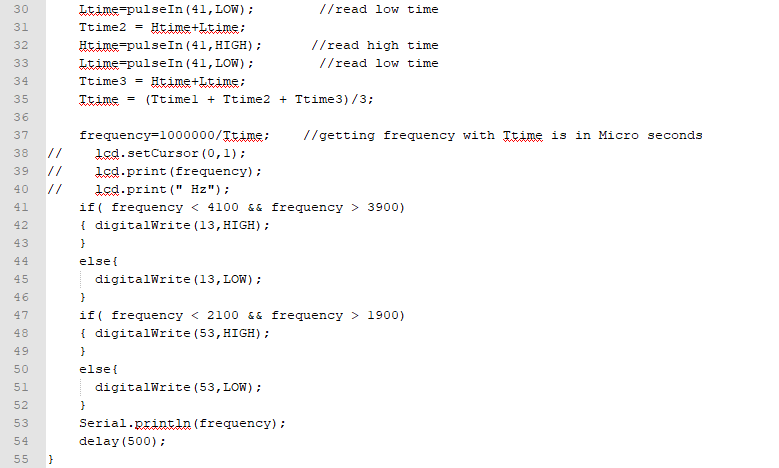 30 Ltime=pulseIn(41,LOW); //read low time
31 Ttime2 = Htime+Ltime;
32 Htime=pulseIn(41,HIGH); //read high time
33 Ltime=pulseIn(41,LOW); //read low time
34 Ttime3 = Htime+Ltime;
35 Ttime = (Ttime1 + Ttime2 + Ttime3)/3;
36
37 frequency=1000000/Ttime; //getting frequency with Ttime is in Micro seconds
38 // lcd.setCursor(0,1);
39 // lcd.print(frequency);
40 // lcd.print(" Hz");
41 if( frequency < 4100 && frequency > 3900)
42 { digitalWrite(13,HIGH);
43 }
44 else{
45 digitalWrite(13,LOW);
46 }
47 if( frequency < 2100 && frequency > 1900)
48 { digitalWrite(53,HIGH);
49 }
50 else{
51 digitalWrite(53,LOW);
52 }
53 Serial.println(frequency);
54 delay(500);
55 }